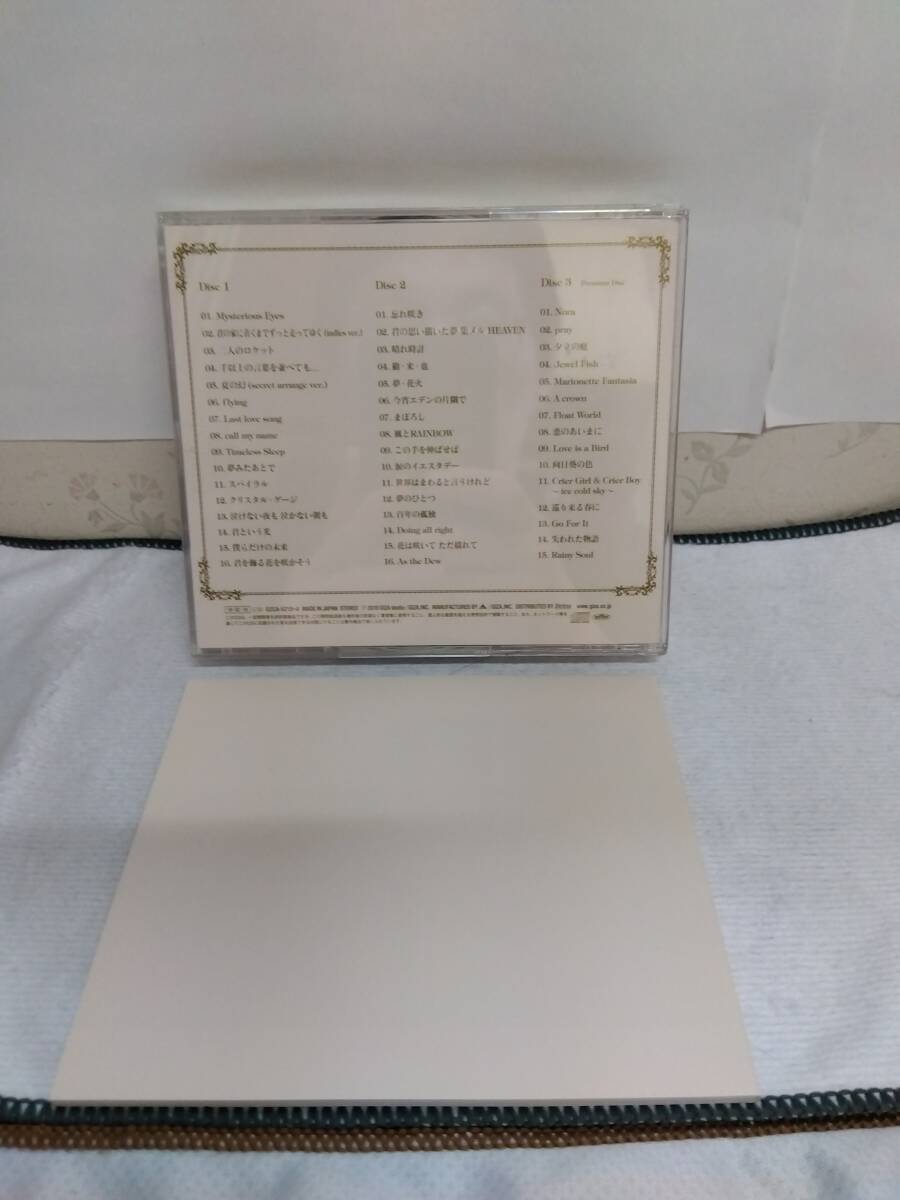 Disc 1
01. Mysterious Eyes
02. 君の家に着くまでずっと走ってゆく (indies ver.)
03. 二人のロケット
04. 千以上の言葉を並べても...
05. 夏の幻 (secret arrange ver.)
06. flying
07. Last love song
08. call my name
09. Timeless Sleep
10. 夢みたあとで
11. スパイラル
12. クリスタル・ゲージ
13. 泣けない夜も 泣かない朝も
14. 君という光
15. 僕らだけの未来
16. 君を飾る花を咲かそう
Disc 2
01. 忘れ咲き
02. 君の思い描いた夢 集メル HEAVEN
03. 晴れ時計
04. 籟・来・也
05. 夢・花火
06. 今宵エデンの片隅で
07. まぼろし
08. 風とRAINBOW
09. この手を伸ばせば
10. 涙のイエスタデー
11. 世界はまわると言うけれど
12. 夢のひとつ
13. 百年の孤独
14. Doing all right
15. 花は咲いて ただ揺れて
16. As the Dew
Disc 3 Premium Disc
01. Nora
02. pray
03. 夕立の庭
04. Jewel Fish
05. Marionette Fantasia
06. A crown
07. Float World
08. 恋のあいまに
09. Love is a Bird
10. 向日葵の色
11. Crier Girl & Crier Boy
～ice cold sky～
12. 巡り来る春に
13. Go For It
14. 失われた物語
15. Rainy Soul
MADE IN JAPAN STEREO